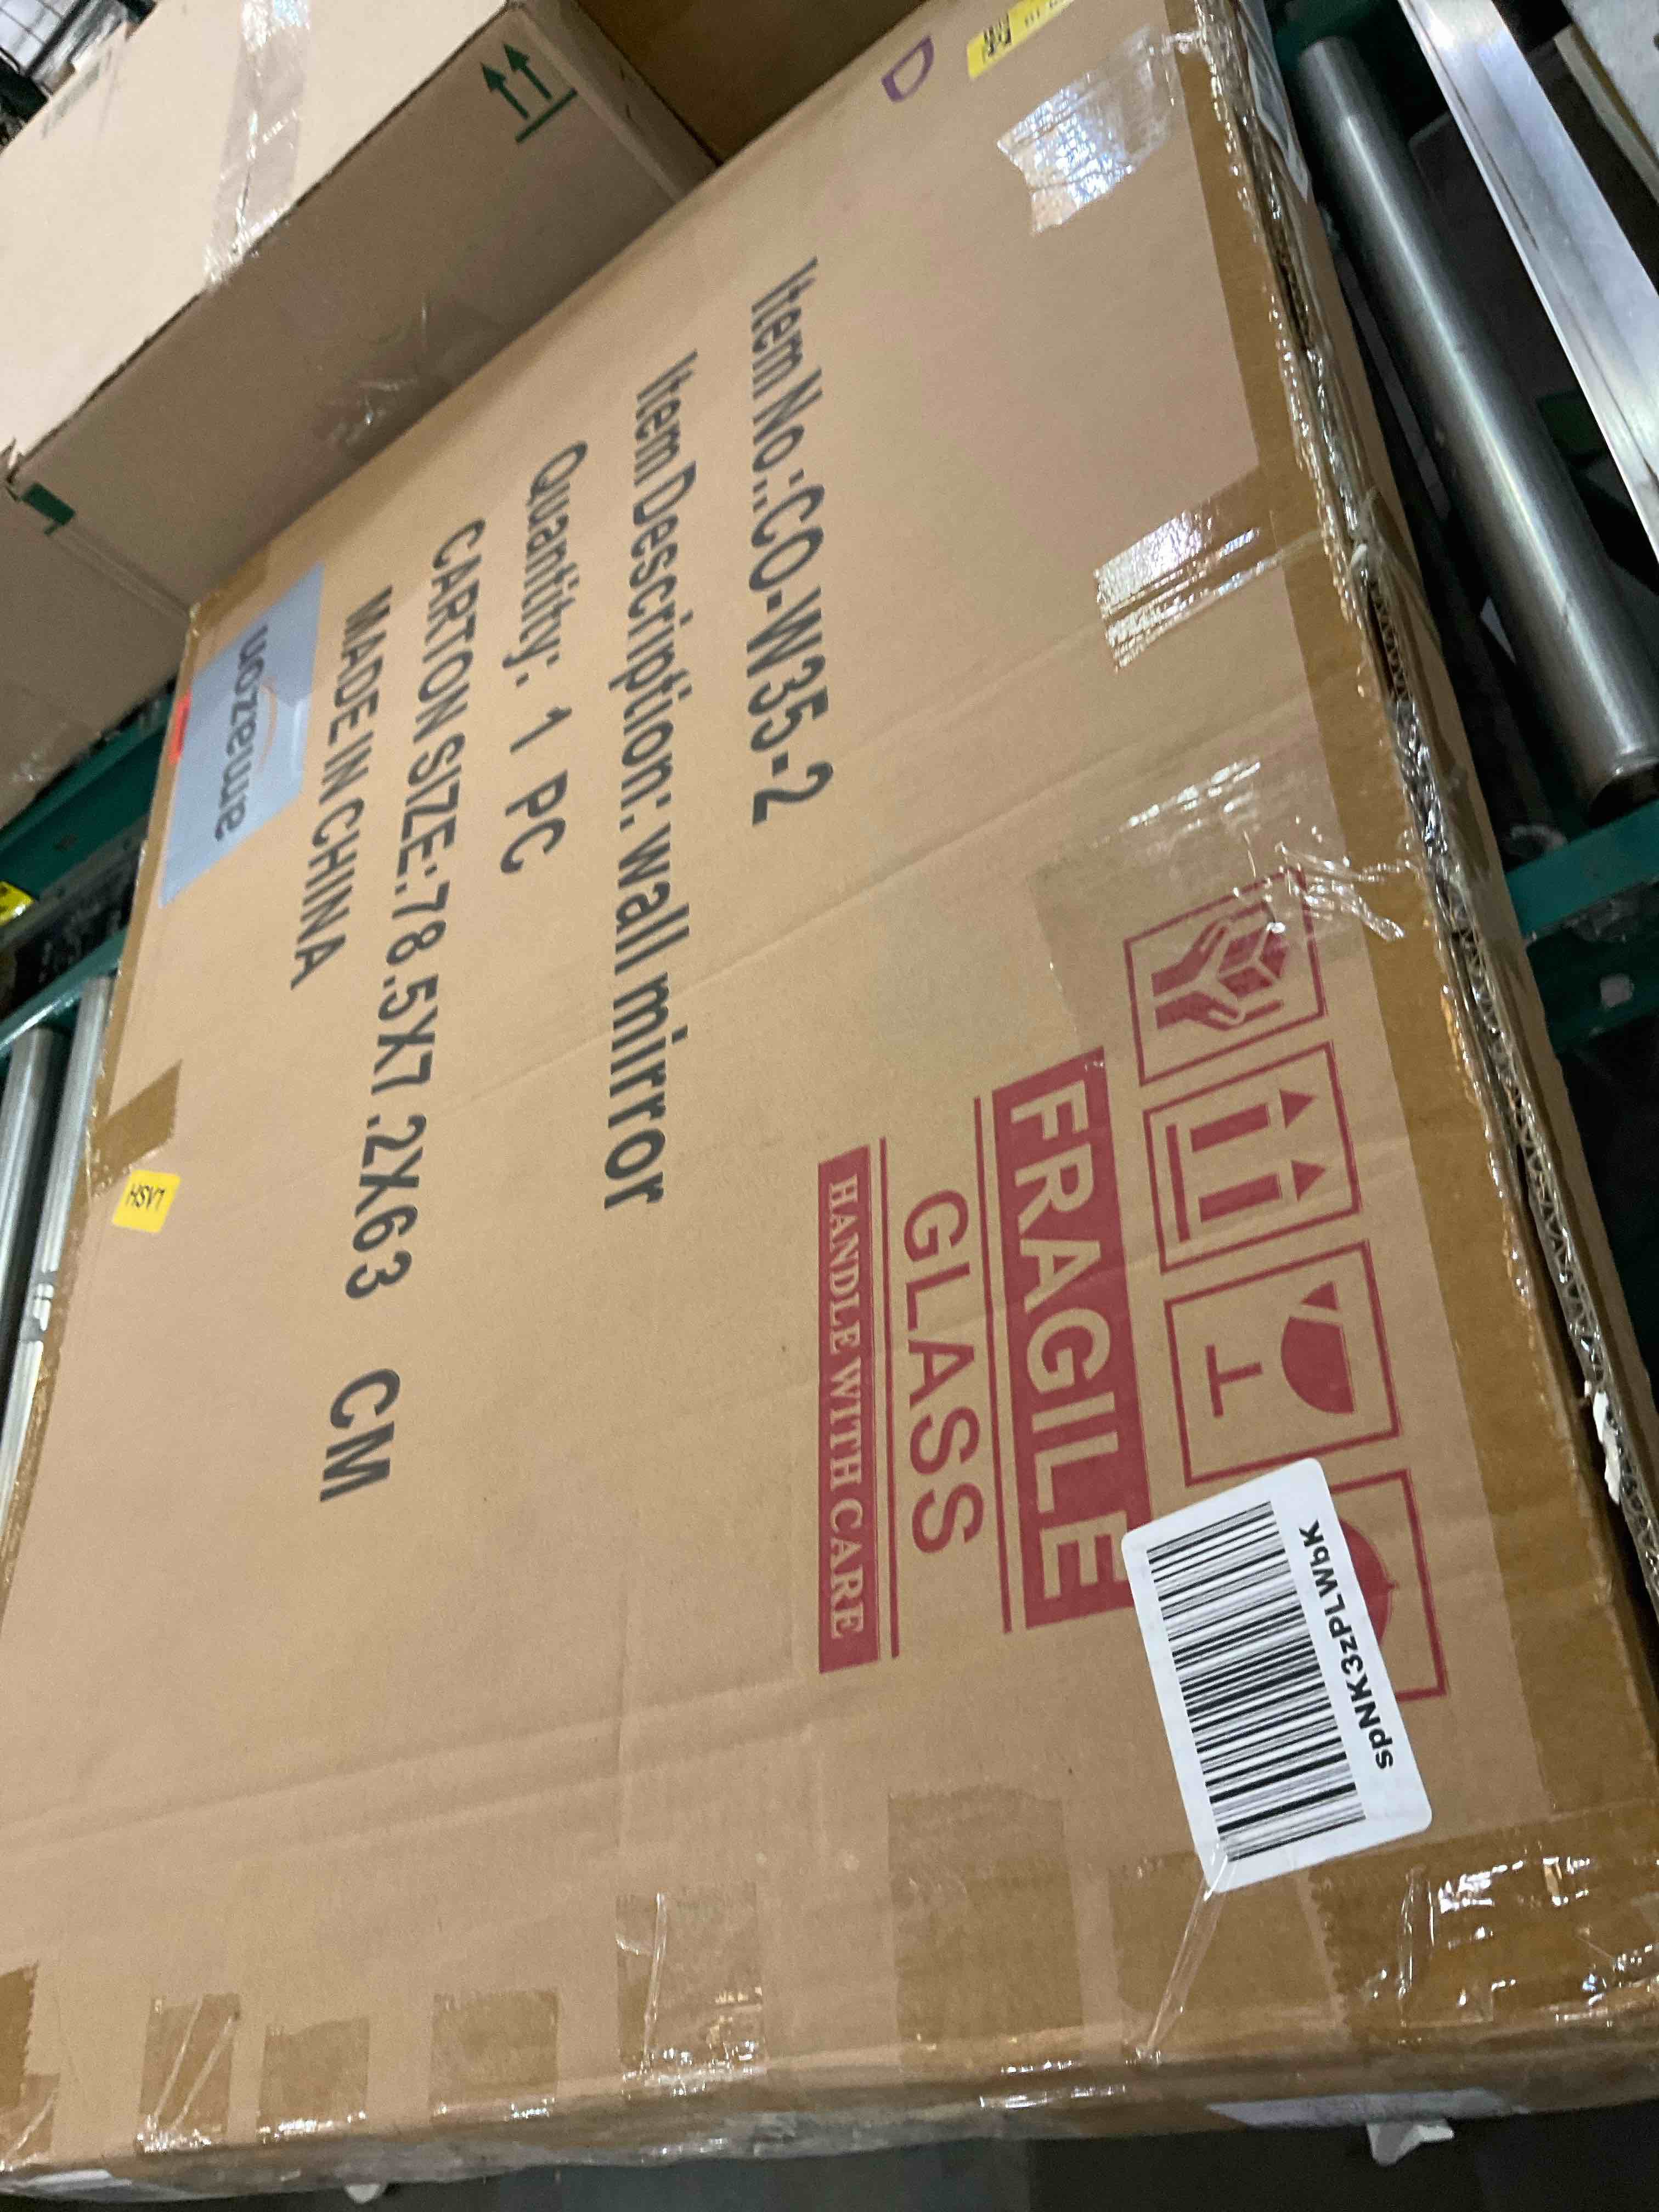 Item No.:CO-W35-2
Item Description: wall mirror
Quantity: 1 PC
CARTON SIZE:78.5X7.2X63 CM
MADE IN CHINA
FRAGILE
GLASS
HANDLE WITH CARE
spNK3zPLWbK
HSV1
D